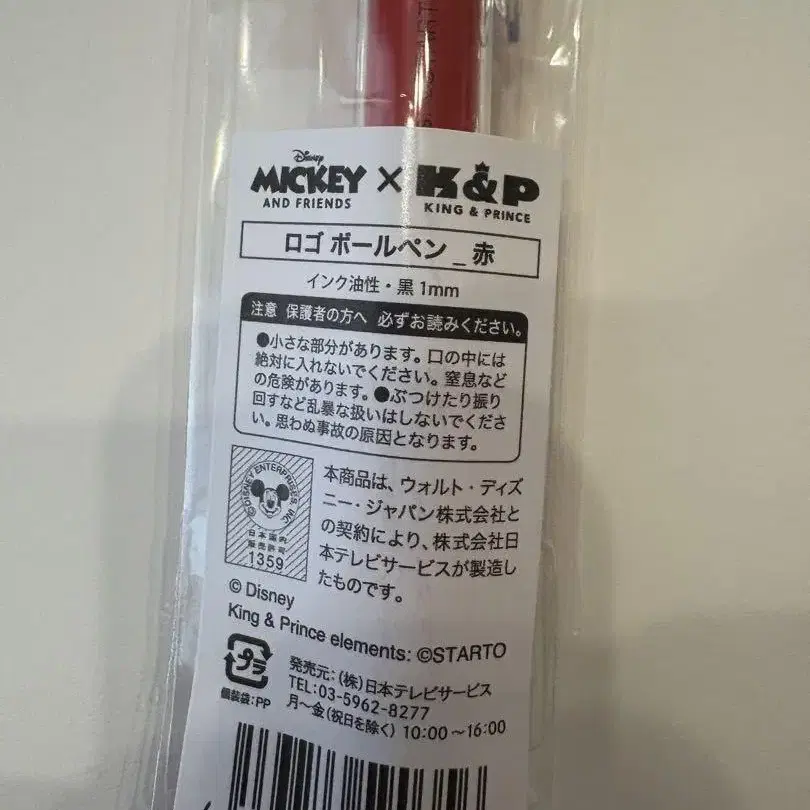 Disney
MICKEY × K&P
AND FRIENDS KING & PRINCE
ロゴ ボールペン _ 赤
インク油性・黒 1mm
注意 保護者の方へ 必ずお読みください。
●小さな部分があります。口の中には
絶対に入れないでください。窒息など
の危険があります。●ぶつけたり振り
回すなど乱暴な扱いはしないでくださ
い。思わぬ事故の原因となります。
©DISNEY ENTERPRISES, INC
日本国内
販売許可
1359
本商品は、ウォルト・ディズ
ニー・ジャパン株式会社と
の契約により、株式会社日
本テレビサービスが製造し
たものです。
© Disney
King & Prince elements: ©STARTO
プラ
個装袋:PP
発売元:(株)日本テレビサービス
TEL:03-5962-8277
月～金(祝日を除く) 10:00～16:00